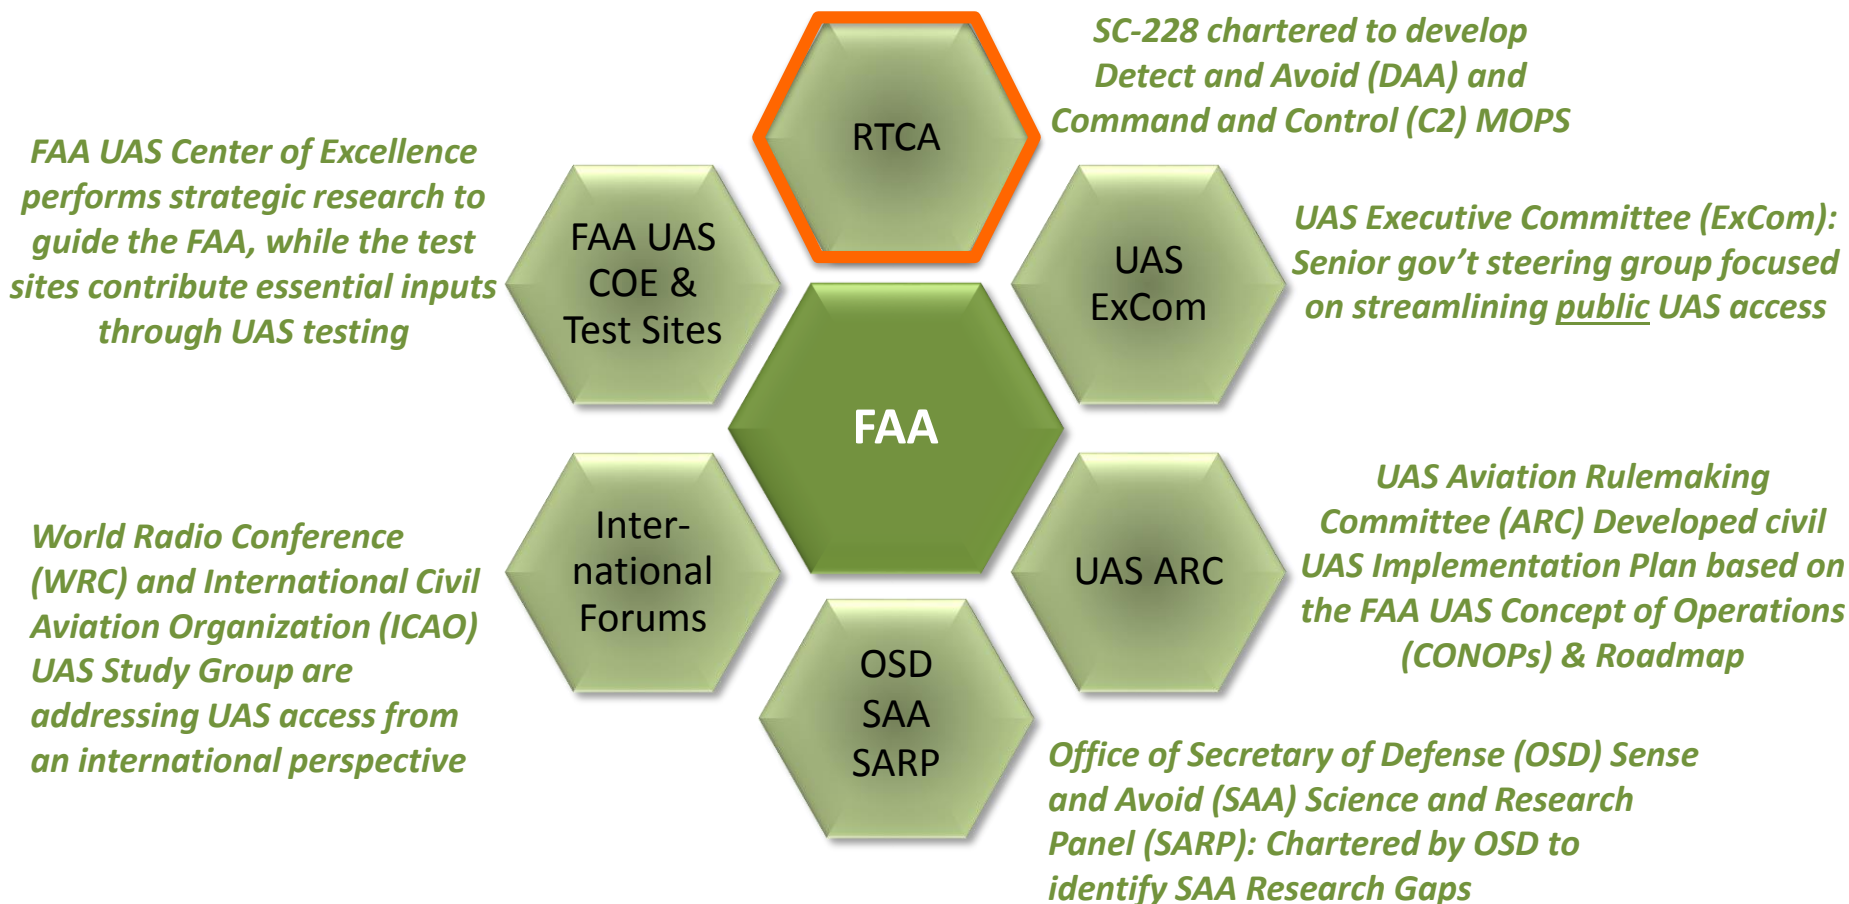 RTCA
SC-228 chartered to develop
Detect and Avoid (DAA) and
Command and Control (C2) MOPS
FAA UAS Center of Excellence
performs strategic research to
guide the FAA, while the test
sites contribute essential inputs
through UAS testing
FAA UAS
COE &
Test Sites
UAS
ExCom
UAS Executive Committee (ExCom):
Senior gov't steering group focused
on streamlining public UAS access
FAA
World Radio Conference
(WRC) and International Civil
Aviation Organization (ICAO)
UAS Study Group are
addressing UAS access from
an international perspective
Inter-
national
Forums
UAS ARC
UAS Aviation Rulemaking
Committee (ARC) Developed civil
UAS Implementation Plan based on
the FAA UAS Concept of Operations
(CONOPs) & Roadmap
OSD
SAA
SARP
Office of Secretary of Defense (OSD) Sense
and Avoid (SAA) Science and Research
Panel (SARP): Chartered by OSD to
identify SAA Research Gaps